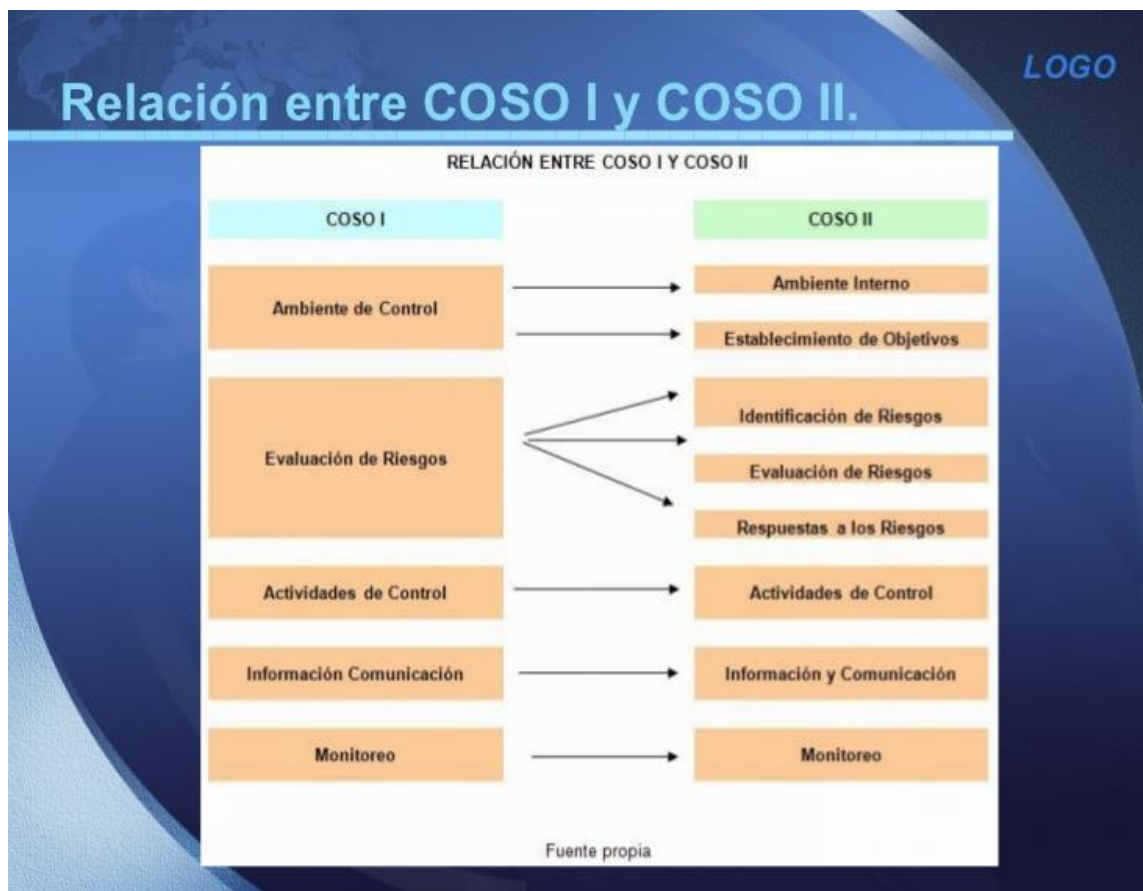 LOGO
Relación entre COSO I y COSO II.
RELACIÓN ENTRE COSO I Y COSO II
COSO I
COSO II
Ambiente de Control
Ambiente Interno
Establecimiento de Objetivos
Evaluación de Riesgos
Identificación de Riesgos
Evaluación de Riesgos
Respuestas a los Riesgos
Actividades de Control
Actividades de Control
Información Comunicación
Información y Comunicación
Monitoreo
Monitoreo
Fuente propia